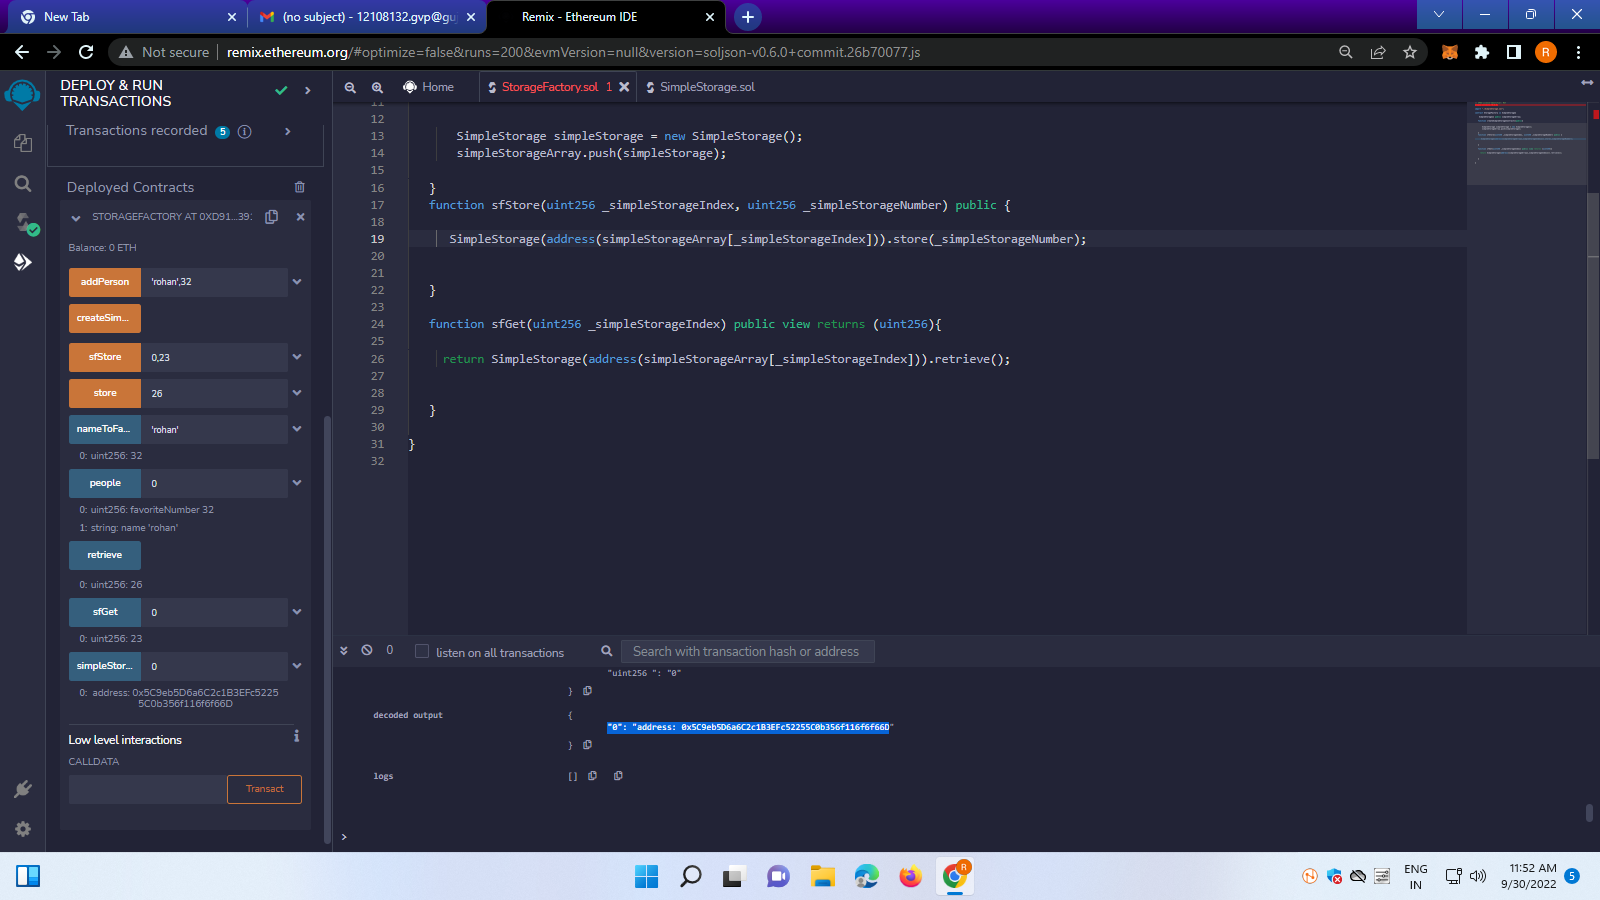 New Tab
(no subject) - 12108132.gvp@gu
Remix - Ethereum IDE
Not secure
remix.ethereum.org/#optimize=false&runs=200&evmVersion=null&version=soljson-v0.6.0+commit.26b70077.js
R
DEPLOY & RUN
TRANSACTIONS
Transactions recorded 5
Deployed Contracts
STORAGEFACTORY AT 0XD91...39:
Balance: 0 ETH
addPerson 'rohan',32
createSim...
sfStore 0,23
store 26
nameToFa... 'rohan'
0: uint256: 32
people 0
0: uint256: favoriteNumber 32
1: string: name 'rohan'
retrieve
0: uint256: 26
sfGet 0
0: uint256: 23
simpleStor... 0
0: address: 0x5C9eb5D6a6C2c1B3EFc5225
5C0b356f116f6f66D
Low level interactions
CALLDATA
Transact
Home
StorageFactory.sol 1
SimpleStorage.sol
11
12
13 SimpleStorage simpleStorage = new SimpleStorage();
14 simpleStorageArray.push(simpleStorage);
15
16 }
17 function sfStore(uint256 _simpleStorageIndex, uint256 _simpleStorageNumber) public {
18
19 SimpleStorage(address(simpleStorageArray[_simpleStorageIndex])).store(_simpleStorageNumber);
20
21
22 }
23
24 function sfGet(uint256 _simpleStorageIndex) public view returns (uint256){
25
26 return SimpleStorage(address(simpleStorageArray[_simpleStorageIndex])).retrieve();
27
28
29 }
30
31 }
32
0
listen on all transactions
Search with transaction hash or address
"uint256 ": "0"
}
decoded output {
"0": "address: 0x5C9eb5D6a6C2c1B3EFc52255C0b356f116f6f66D"
}
logs []
>
R
ENG
IN
11:52 AM
9/30/2022
5